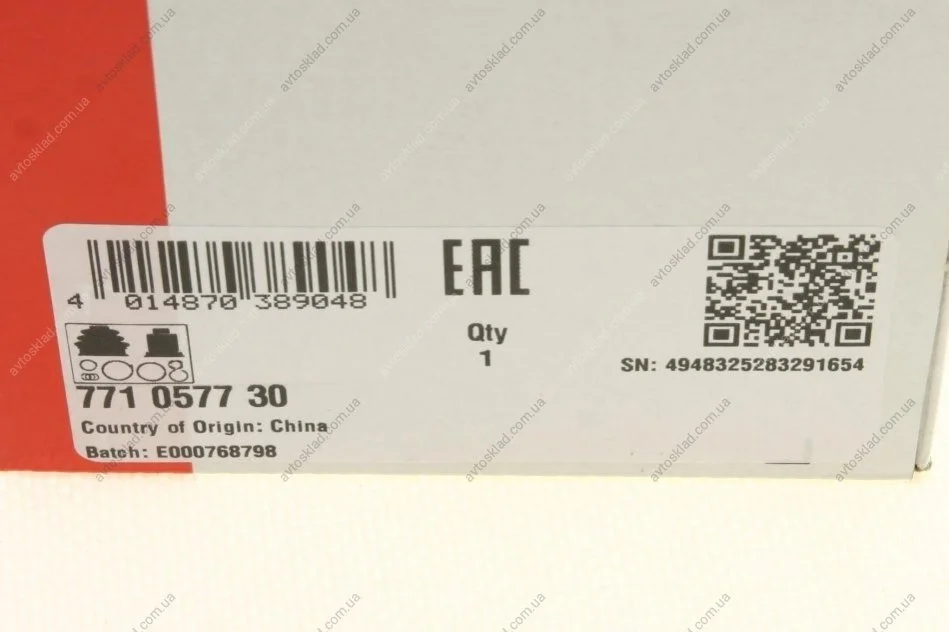 4 014870 389048
EAC
Qty
1
SN: 4948325283291654
771 0577 30
Country of Origin: China
Batch: E000768798
avtosklad.com.ua